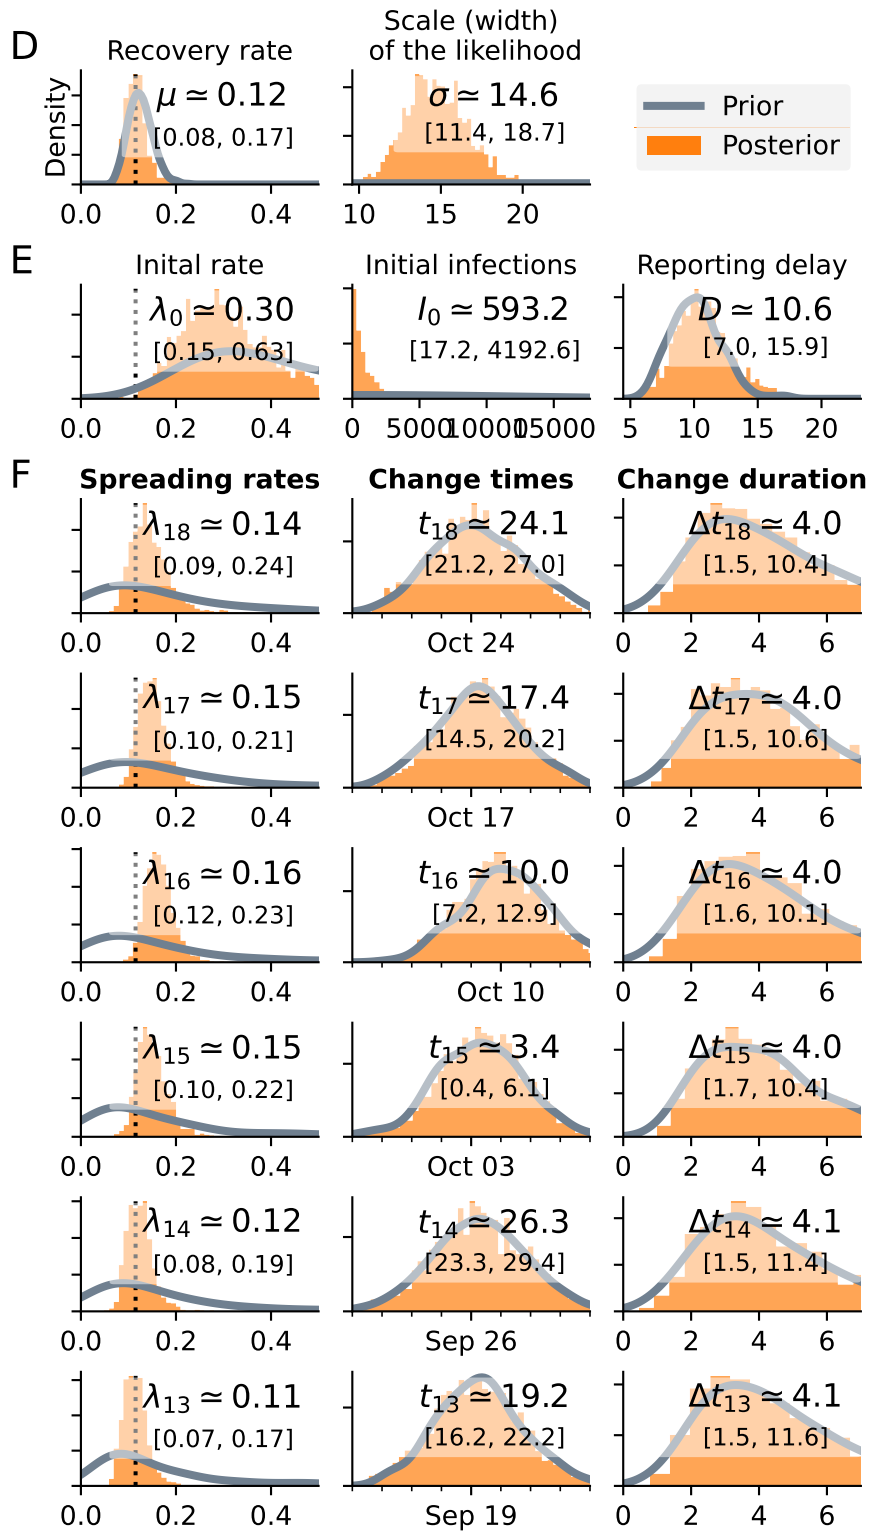 D
Recovery rate
Scale (width)
of the likelihood
Density
μ ≃ 0.12
[0.08, 0.17]
σ ≃ 14.6
[11.4, 18.7]
Prior
Posterior
0.0 0.2 0.4
10 15 20
E
Inital rate
Initial infections
Reporting delay
λ0 ≃ 0.30
[0.15, 0.63]
I0 ≃ 593.2
[17.2, 4192.6]
D ≃ 10.6
[7.0, 15.9]
0.0 0.2 0.4
0 5000 10000 15000
5 10 15 20
F
Spreading rates
Change times
Change duration
λ18 ≃ 0.14
[0.09, 0.24]
t18 ≃ 24.1
[21.2, 27.0]
Δt18 ≃ 4.0
[1.5, 10.4]
0.0 0.2 0.4
Oct 24
0 2 4 6
λ17 ≃ 0.15
[0.10, 0.21]
t17 ≃ 17.4
[14.5, 20.2]
Δt17 ≃ 4.0
[1.5, 10.6]
0.0 0.2 0.4
Oct 17
0 2 4 6
λ16 ≃ 0.16
[0.12, 0.23]
t16 ≃ 10.0
[7.2, 12.9]
Δt16 ≃ 4.0
[1.6, 10.1]
0.0 0.2 0.4
Oct 10
0 2 4 6
λ15 ≃ 0.15
[0.10, 0.22]
t15 ≃ 3.4
[0.4, 6.1]
Δt15 ≃ 4.0
[1.7, 10.4]
0.0 0.2 0.4
Oct 03
0 2 4 6
λ14 ≃ 0.12
[0.08, 0.19]
t14 ≃ 26.3
[23.3, 29.4]
Δt14 ≃ 4.1
[1.5, 11.4]
0.0 0.2 0.4
Sep 26
0 2 4 6
λ13 ≃ 0.11
[0.07, 0.17]
t13 ≃ 19.2
[16.2, 22.2]
Δt13 ≃ 4.1
[1.5, 11.6]
0.0 0.2 0.4
Sep 19
0 2 4 6